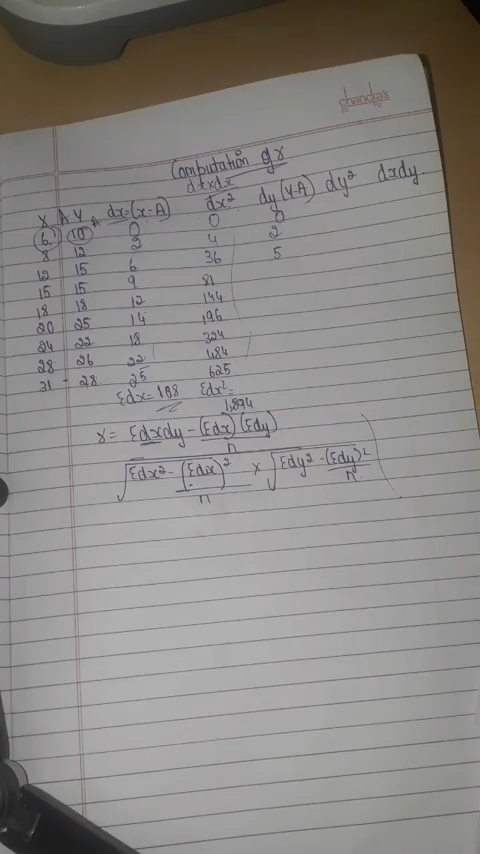 chandra's
Computation of r
dx=(x-A) dx² dy(Y-A) dy² dxdy
X A Y A
6 10 0 0 0
8 12 2 4 2
12 15 6 36 5
15 15 9 81
18 18 12 144
20 25 14 196
24 22 18 324
28 26 22 484
31 28 25 625
Σdx=108 Σdx²=
1,894
r= Σdxdy-(Σdx)(Σdy)
n
√Σdx²-(Σdx)² x √Σdy²-(Σdy)²
n n